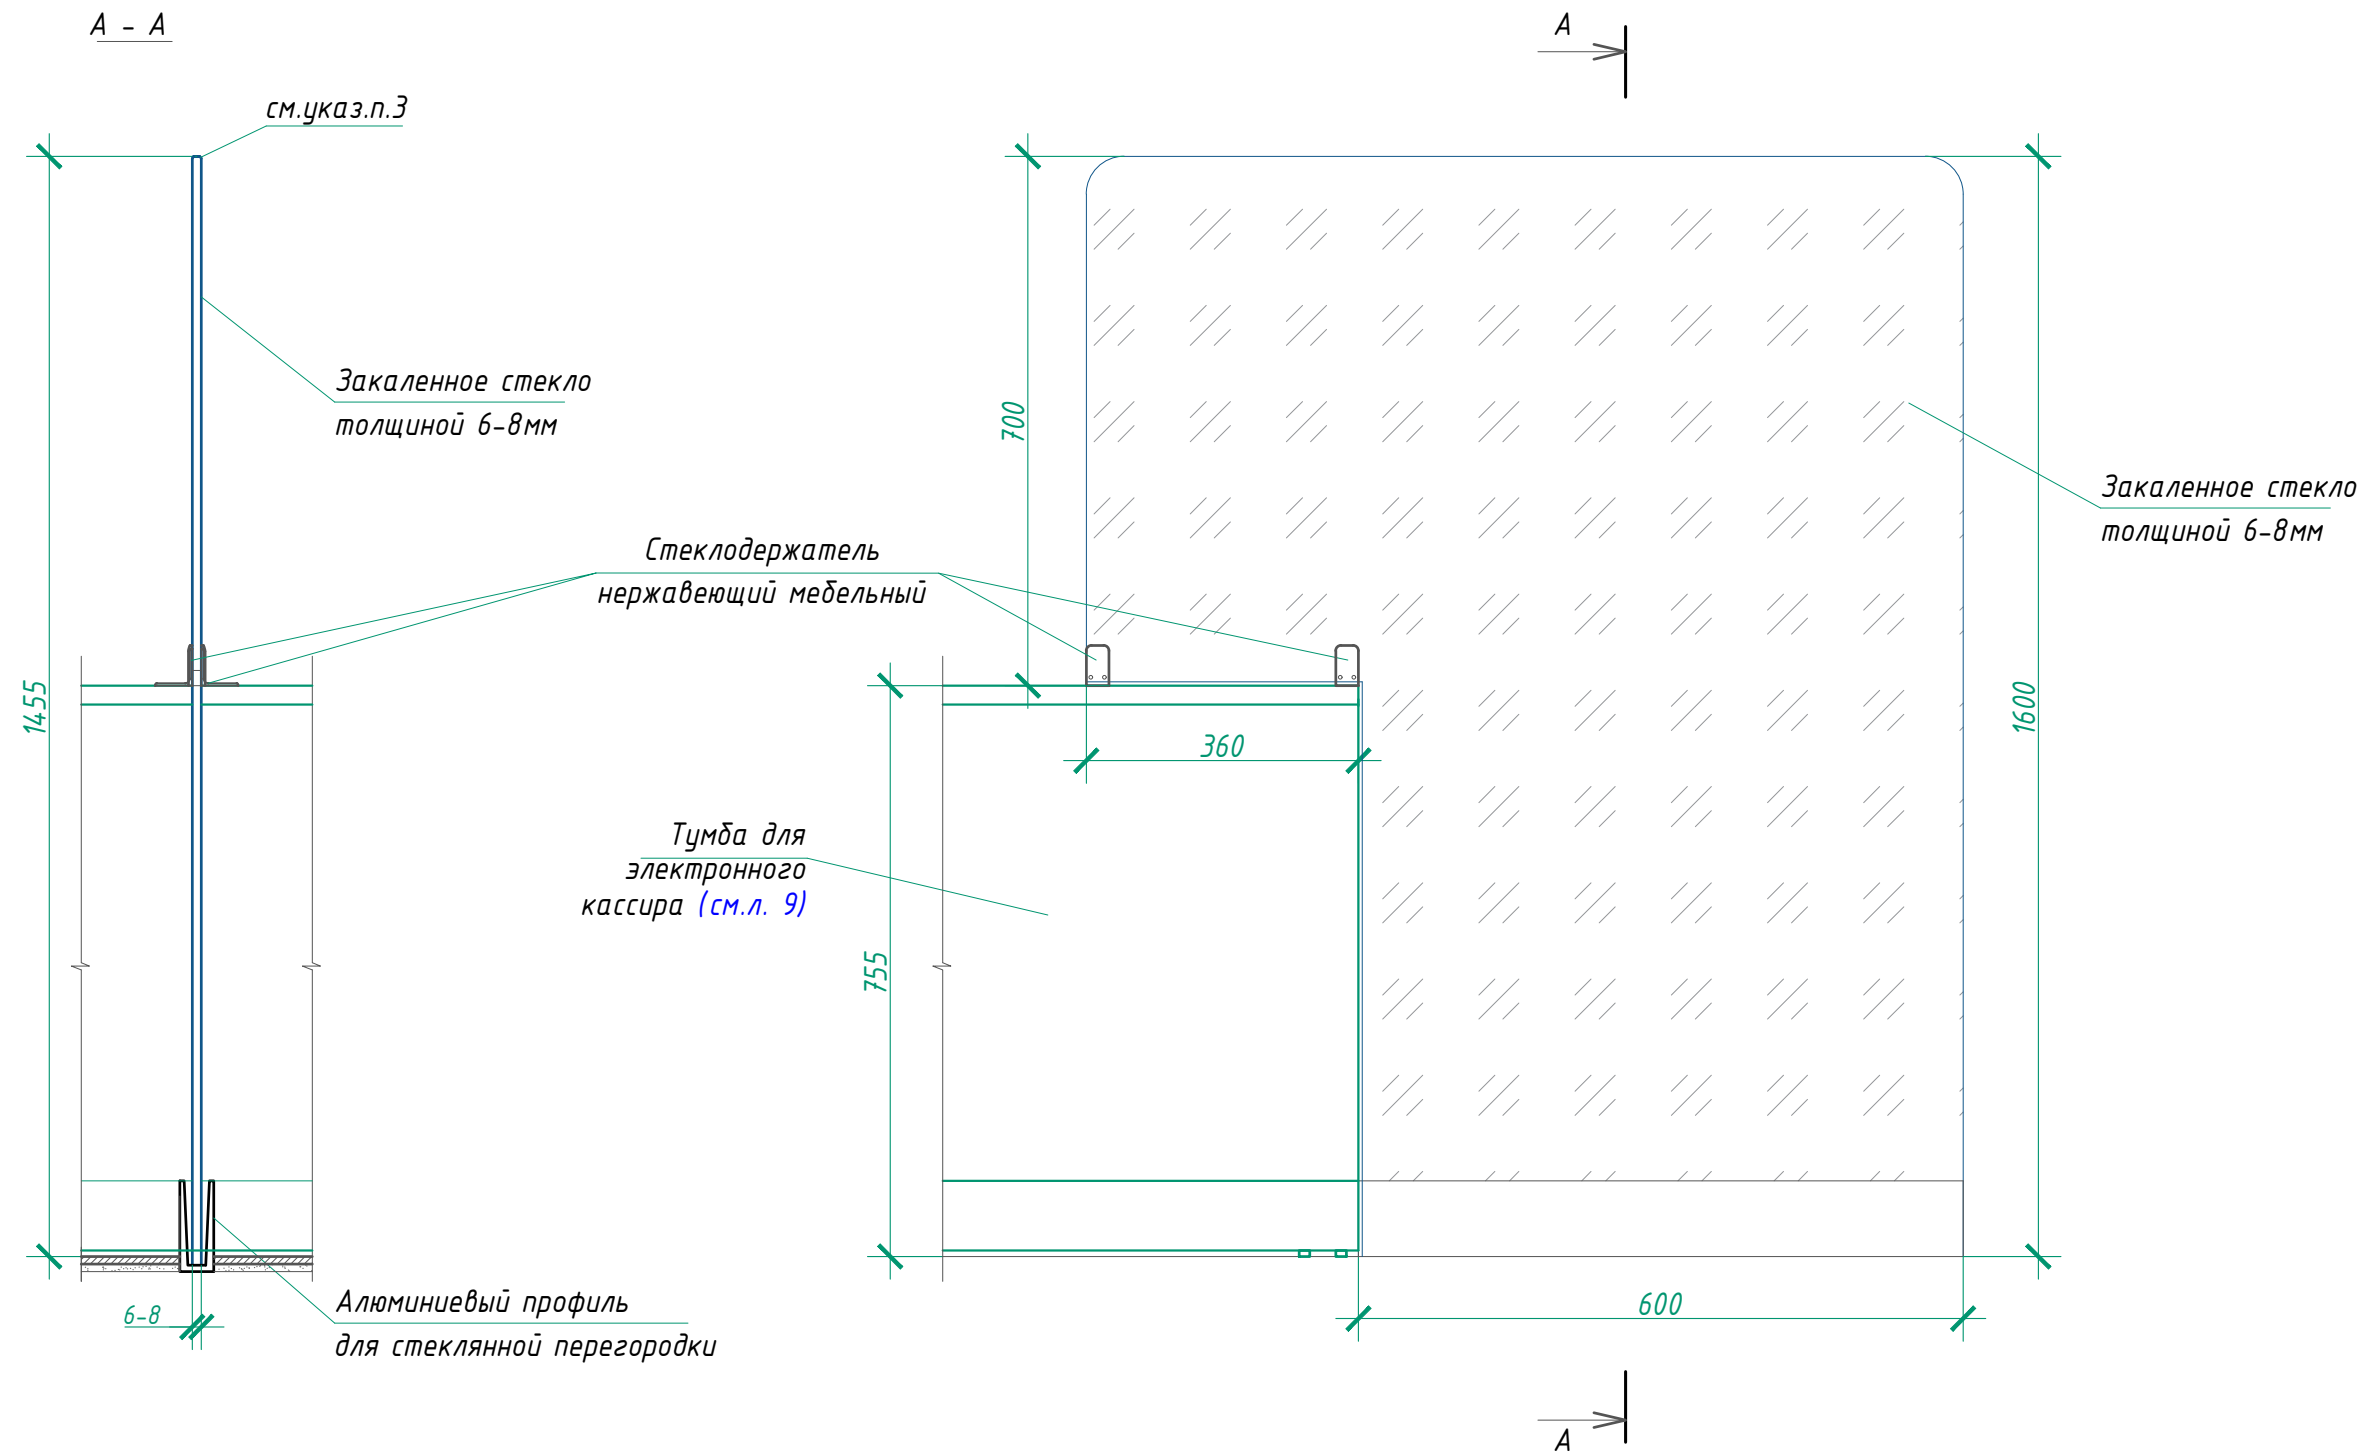 А - А
А
см.указ.п.3
Закаленное стекло
толщиной 6-8мм
700
Закаленное стекло
толщиной 6-8мм
Стеклодержатель
нержавеющий мебельный
1455
1600
360
Тумба для
электронного
кассира (см.л. 9)
755
Алюминиевый профиль
для стеклянной перегородки
6-8
600
А